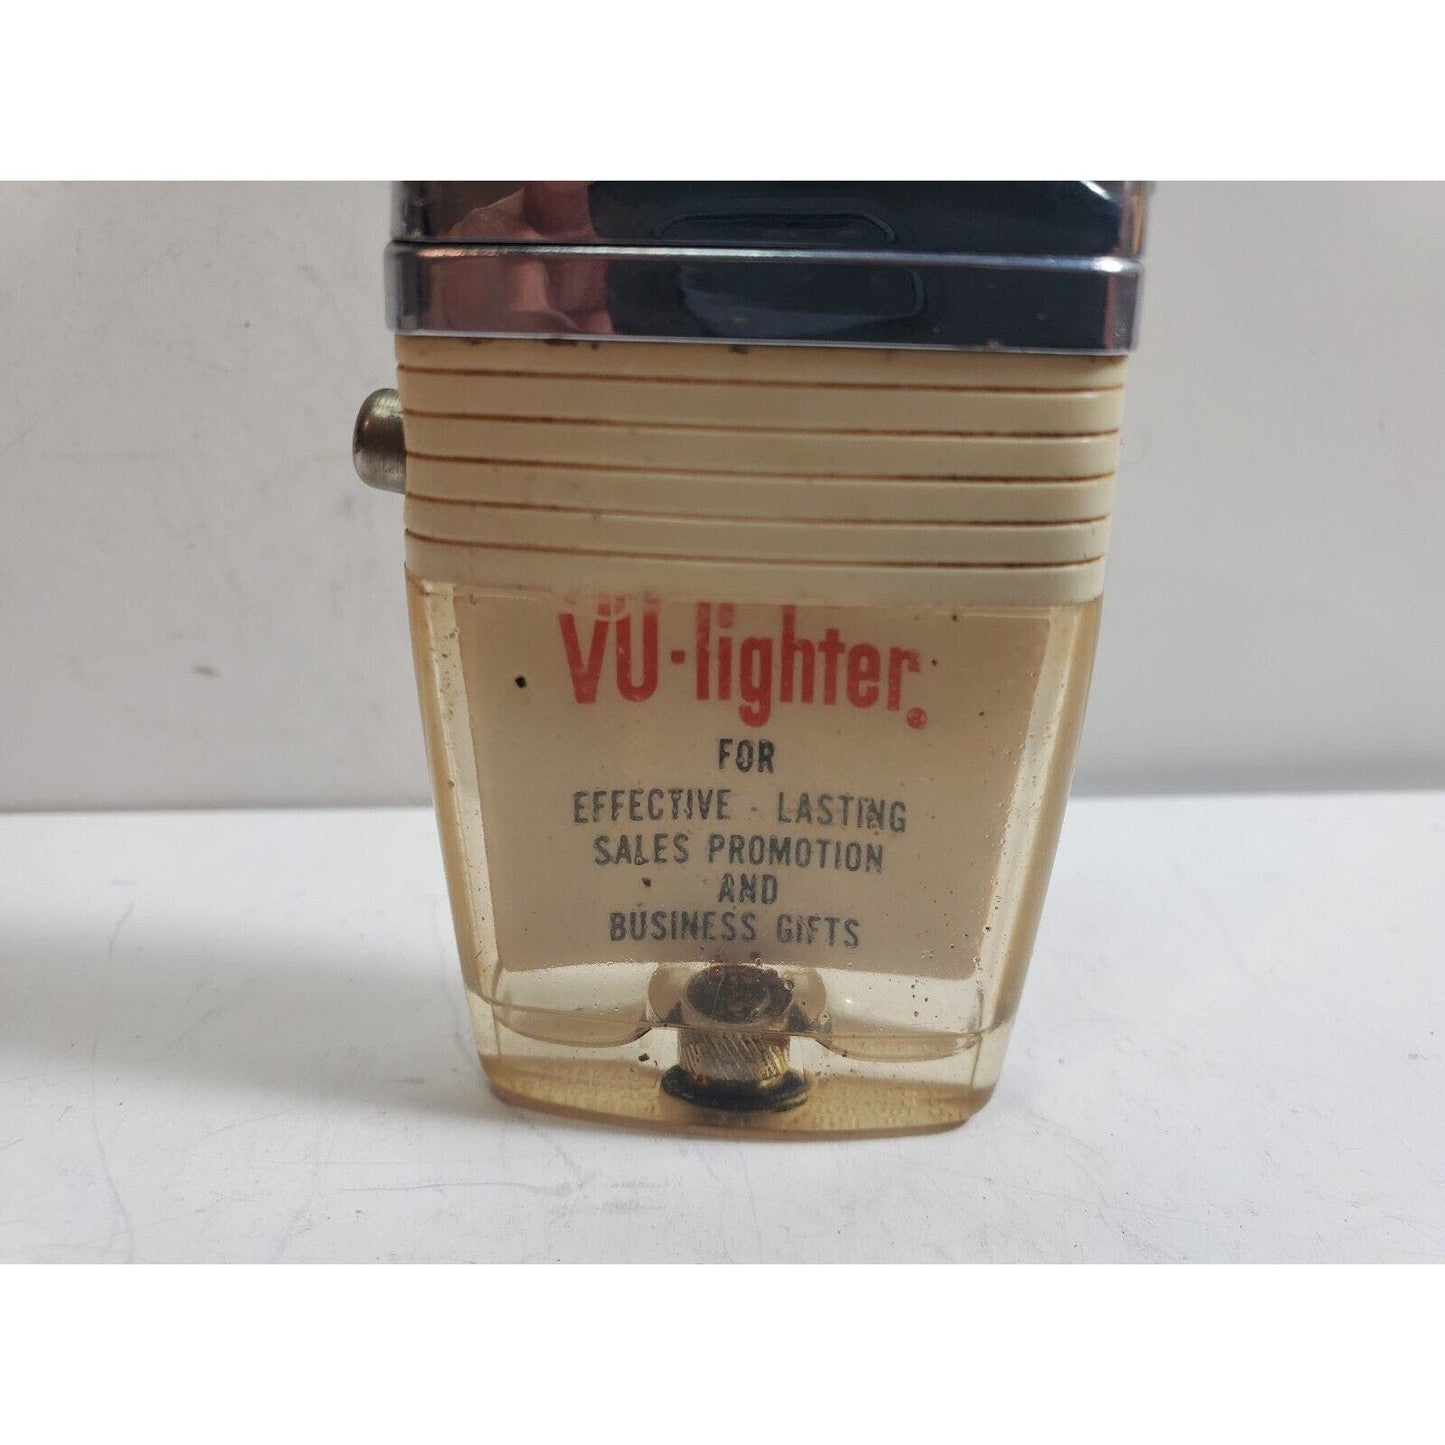 VU-lighter®
FOR
EFFECTIVE - LASTING
SALES PROMOTION
AND
BUSINESS GIFTS